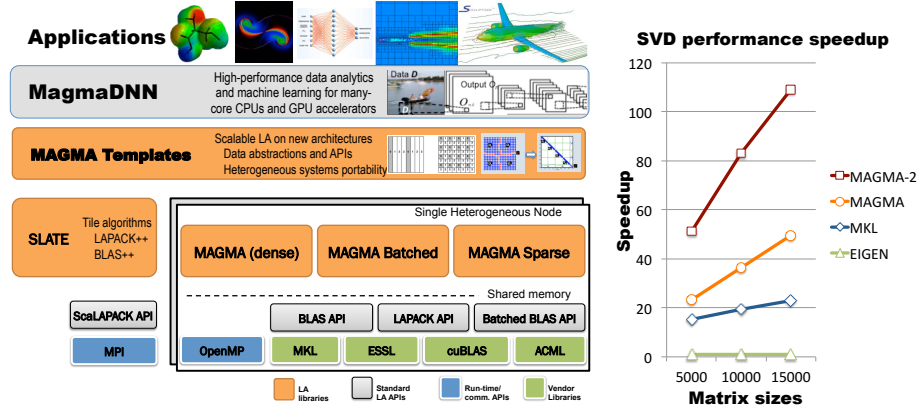 Applications
MagmaDNN
High-performance data analytics
and machine learning for many-
core CPUs and GPU accelerators
Data D
Output O
MAGMA Templates
Scalable LA on new architectures
Data abstractions and APIs
Heterogeneous systems portability
SLATE
Tile algorithms
LAPACK++
BLAS++
Single Heterogeneous Node
MAGMA (dense)
MAGMA Batched
MAGMA Sparse
Shared memory
ScaLAPACK API
BLAS API
LAPACK API
Batched BLAS API
MPI
OpenMP
MKL
ESSL
cuBLAS
ACML
LA
libraries
Standard
LA APIs
Run-time/
comm. APIs
Vendor
Libraries
SVD performance speedup
Speedup
120
100
80
60
40
20
0
5000
10000
15000
Matrix sizes
MAGMA-2
MAGMA
MKL
EIGEN